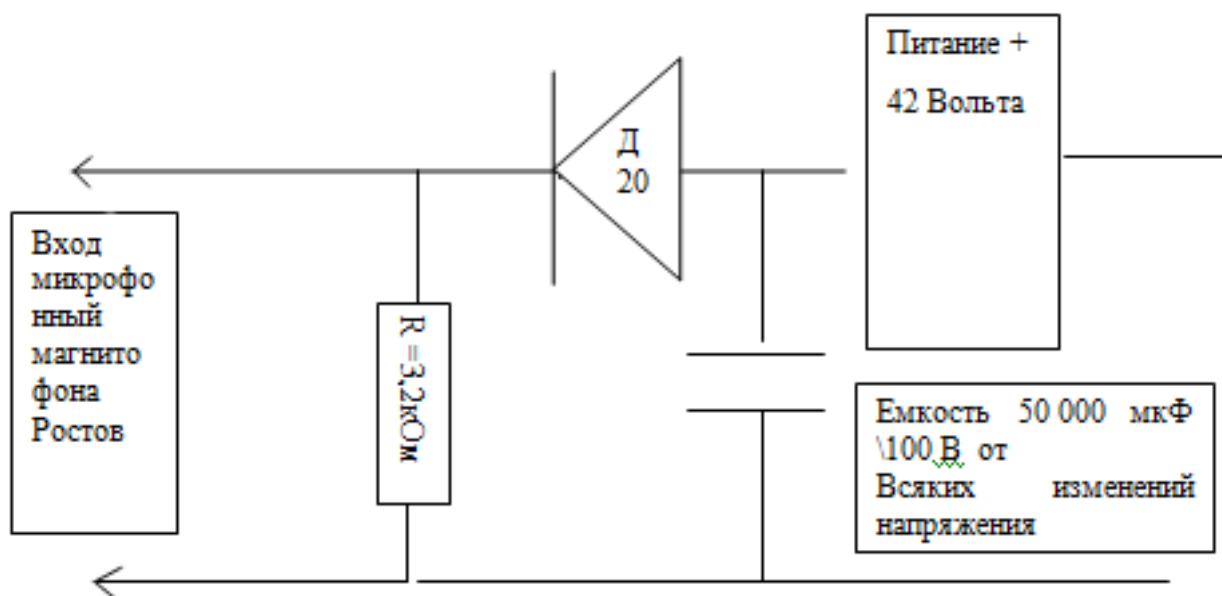 Питание +
42 Вольта
Д
20
Вход
микрофо
нный
магнито
фона
Ростов
R =3,2кОм
Емкость 50 000 мкФ
\100 В от
Всяких изменений
напряжения